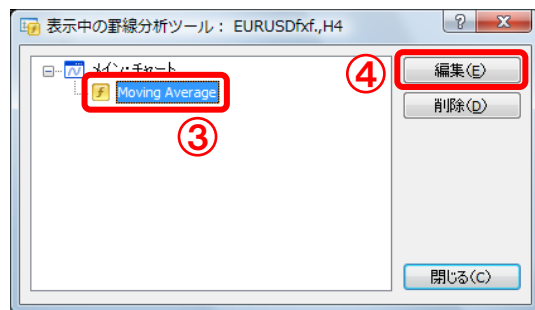 表示中の罫線分析ツール： EURUSDfxf.,H4
メイン・チャート
④
編集(E)
Moving Average
削除(D)
③
閉じる(C)